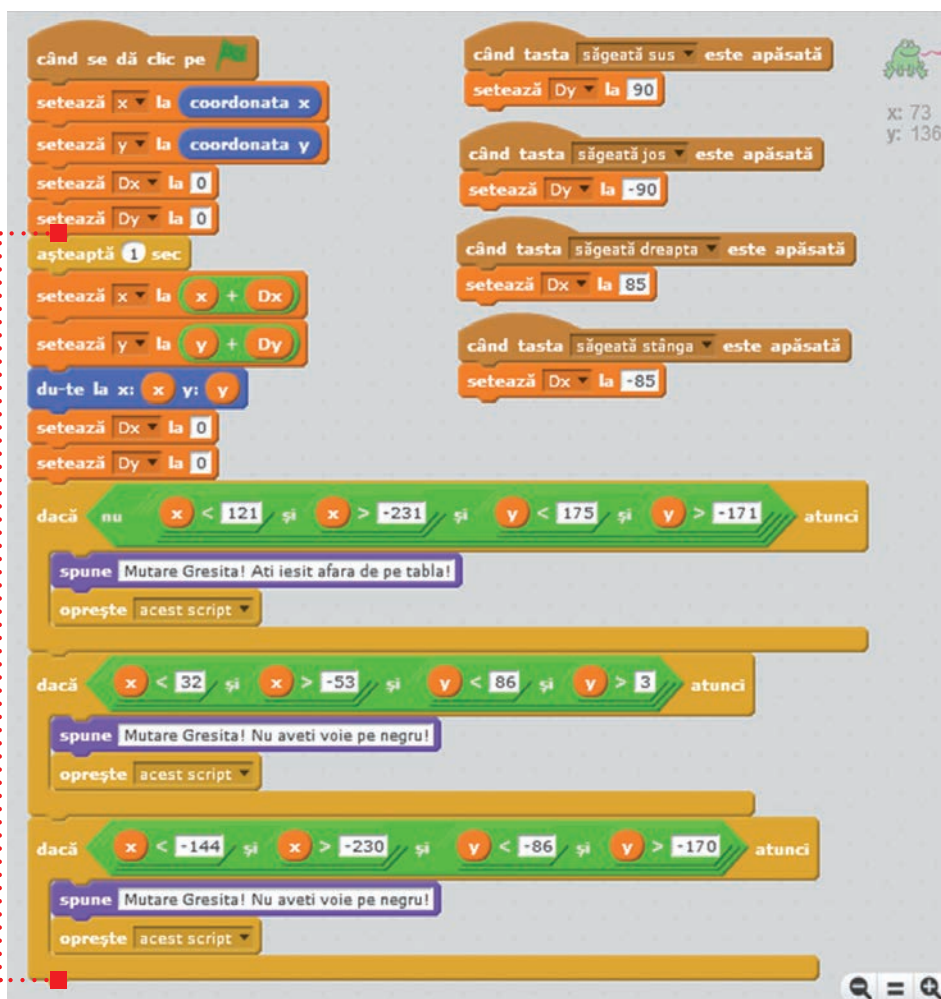 când se dă clic pe
setează x la coordonata x
setează y la coordonata y
setează Dx la 0
setează Dy la 0
așteaptă 1 sec
setează x la x + Dx
setează y la y + Dy
du-te la x: x y: y
setează Dx la 0
setează Dy la 0
dacă nu x < 121 și x > -231 și y < 175 și y > -171 atunci
spune Mutare Gresita! Ati iesit afara de pe tabla!
oprește acest script
dacă x < 32 și x > -53 și y < 86 și y > 3 atunci
spune Mutare Gresita! Nu aveti voie pe negru!
oprește acest script
dacă x < -144 și x > -230 și y < -86 și y > -170 atunci
spune Mutare Gresita! Nu aveti voie pe negru!
oprește acest script
când tasta săgeată sus este apăsată
setează Dy la 90
când tasta săgeată jos este apăsată
setează Dy la -90
când tasta săgeată dreapta este apăsată
setează Dx la 85
când tasta săgeată stânga este apăsată
setează Dx la -85
x: 73
y: 136